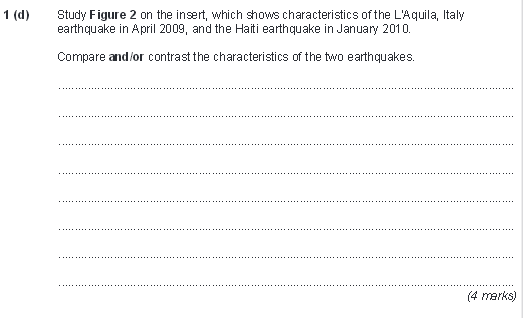 1 (d) Study Figure 2 on the insert, which shows characteristics of the L'Aquila, Italy
earthquake in April 2009, and the Haiti earthquake in January 2010.
Compare and/or contrast the characteristics of the two earthquakes.
(4 marks)